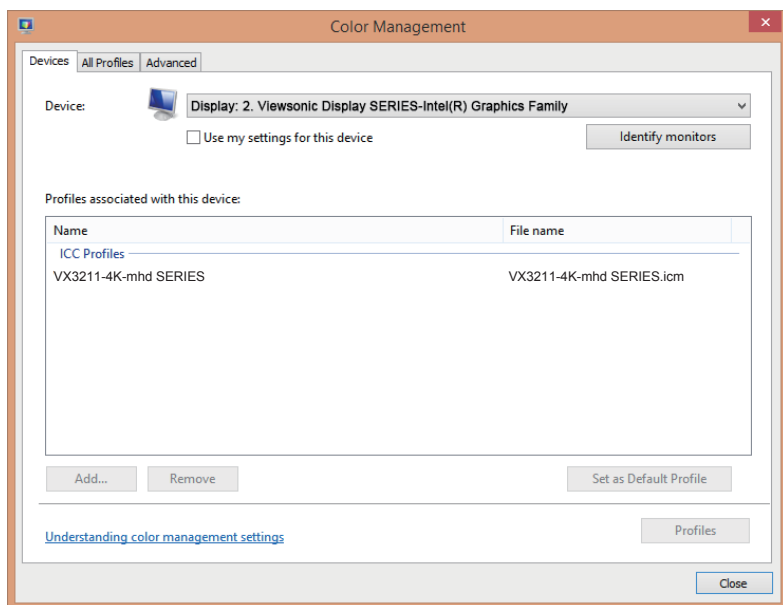 Color Management
Devices All Profiles Advanced
Device: Display: 2. Viewsonic Display SERIES-Intel(R) Graphics Family
Use my settings for this device Identify monitors
Profiles associated with this device:
Name File name
ICC Profiles
VX3211-4K-mhd SERIES VX3211-4K-mhd SERIES.icm
Add... Remove Set as Default Profile
Understanding color management settings Profiles
Close